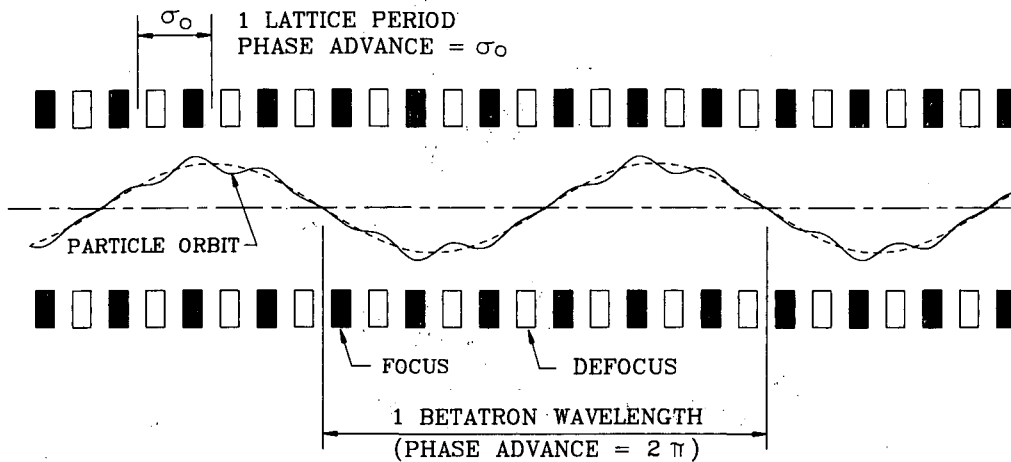 σ₀
1 LATTICE PERIOD
PHASE ADVANCE = σ₀
PARTICLE ORBIT
FOCUS
DEFOCUS
1 BETATRON WAVELENGTH
(PHASE ADVANCE = 2 π)